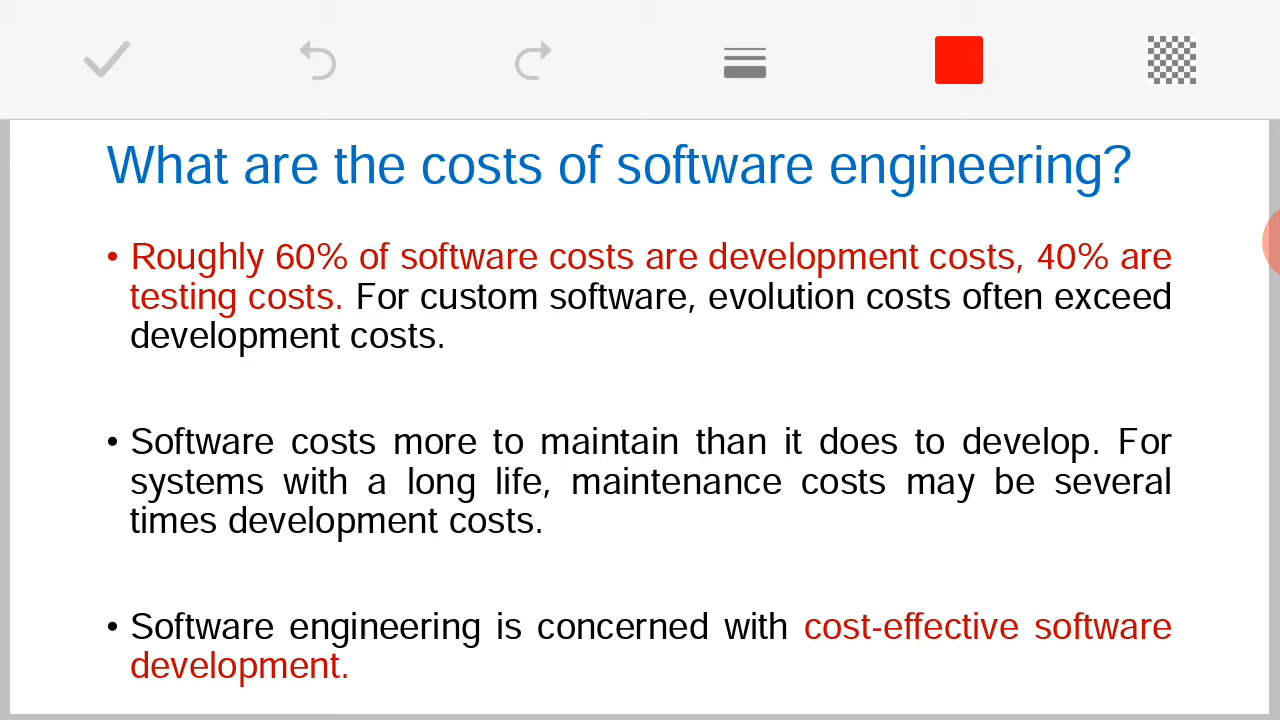 What are the costs of software engineering?
• Roughly 60% of software costs are development costs, 40% are
testing costs. For custom software, evolution costs often exceed
development costs.
• Software costs more to maintain than it does to develop. For
systems with a long life, maintenance costs may be several
times development costs.
• Software engineering is concerned with cost-effective software
development.